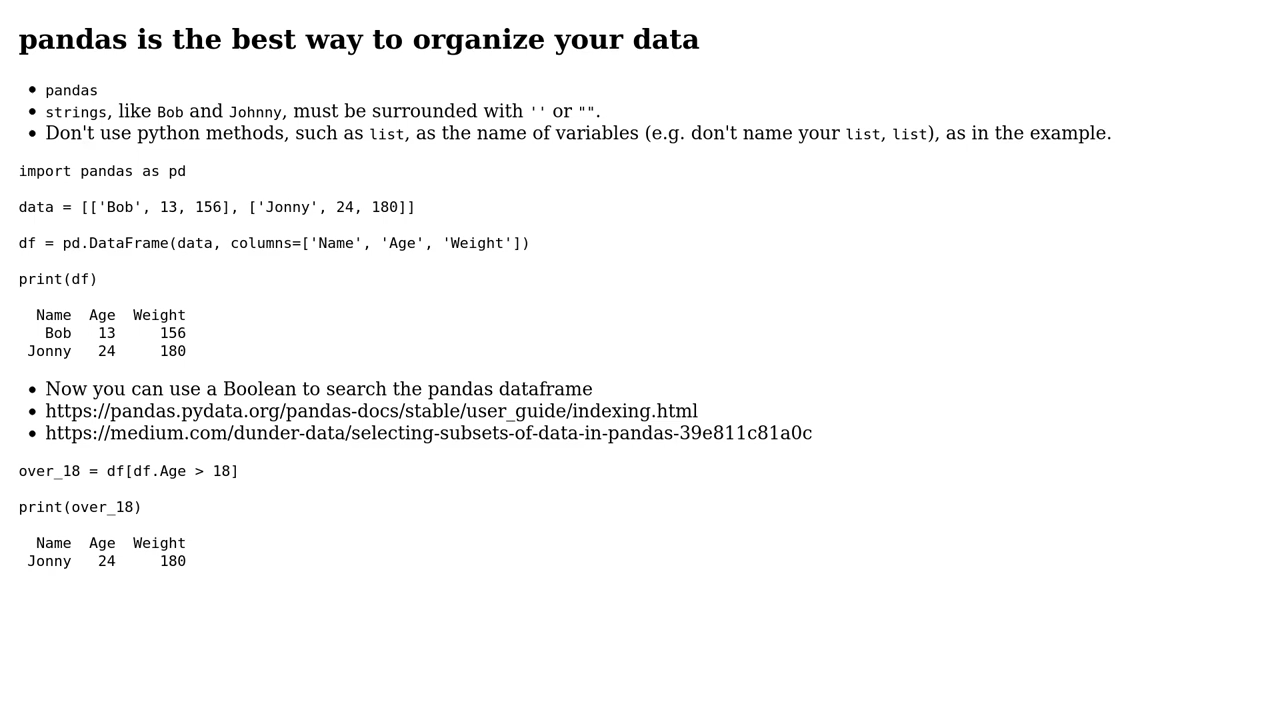 pandas is the best way to organize your data
• pandas
• strings, like Bob and Johnny, must be surrounded with '' or "".
• Don't use python methods, such as list, as the name of variables (e.g. don't name your list, list), as in the example.
import pandas as pd
data = [['Bob', 13, 156], ['Jonny', 24, 180]]
df = pd.DataFrame(data, columns=['Name', 'Age', 'Weight'])
print(df)
  Name  Age  Weight
   Bob   13     156
 Jonny   24     180
• Now you can use a Boolean to search the pandas dataframe
• https://pandas.pydata.org/pandas-docs/stable/user_guide/indexing.html
• https://medium.com/dunder-data/selecting-subsets-of-data-in-pandas-39e811c81a0c
over_18 = df[df.Age > 18]
print(over_18)
  Name  Age  Weight
 Jonny   24     180